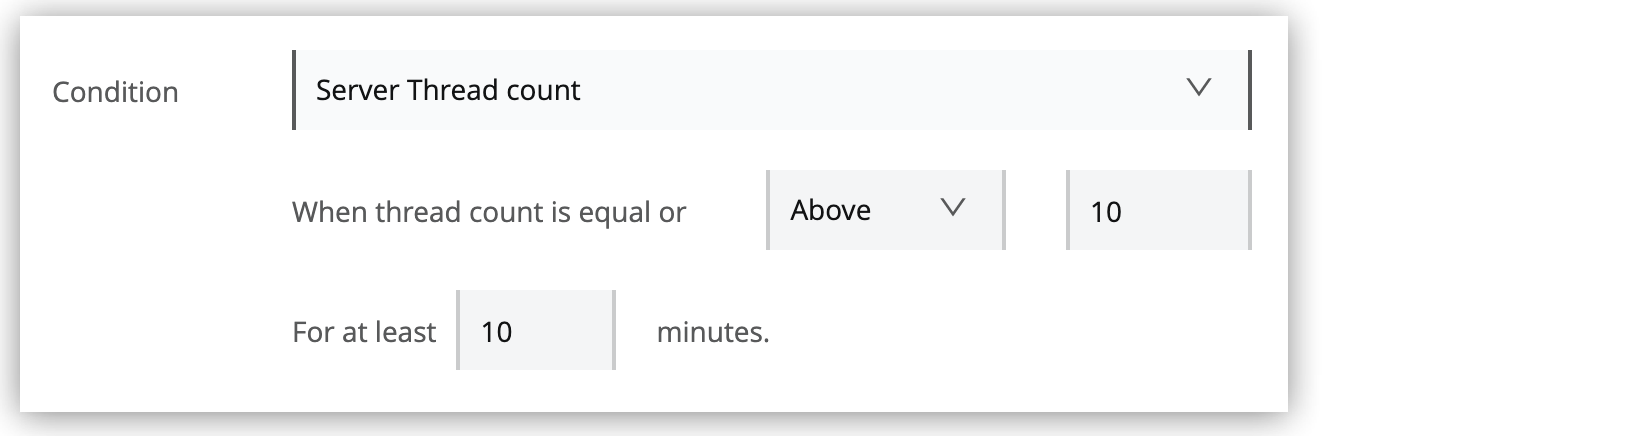 Condition Server Thread count
When thread count is equal or Above 10
For at least 10 minutes.